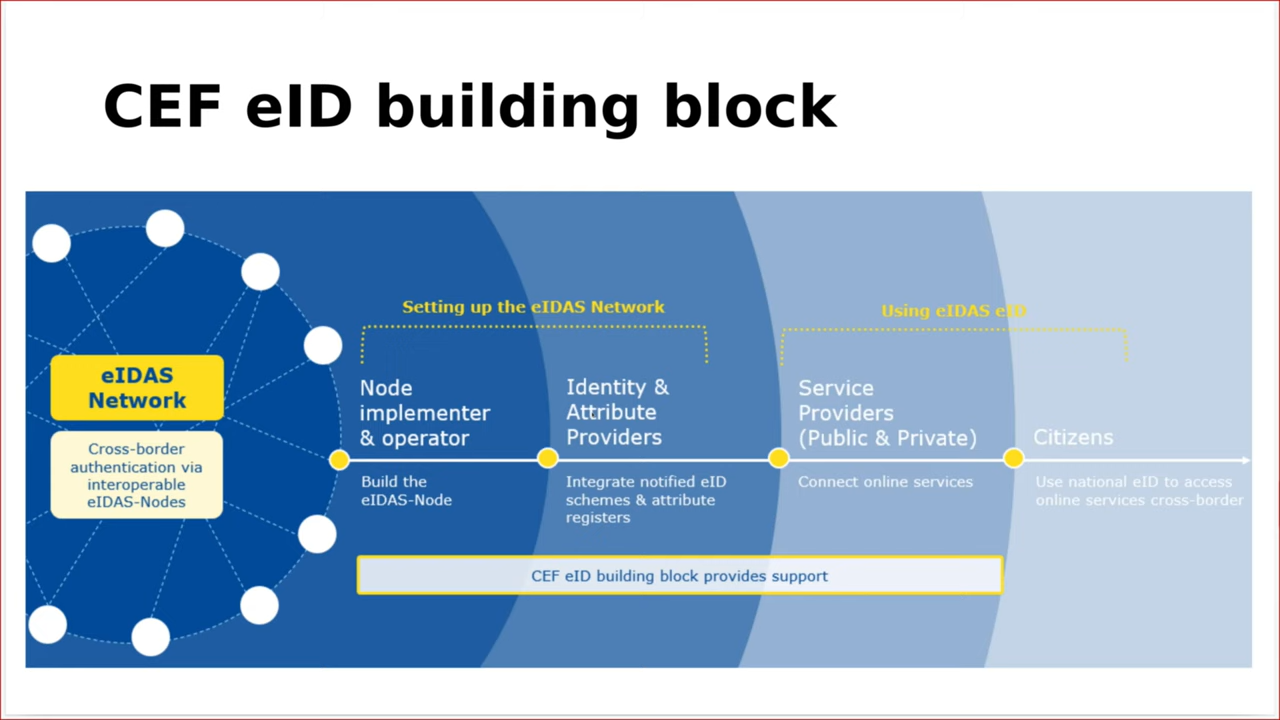 CEF eID building block
Setting up the eIDAS Network
Using eIDAS eID
eIDAS
Network
Cross-border
authentication via
interoperable
eIDAS-Nodes
Node
implementer
& operator
Build the
eIDAS-Node
Identity &
Attribute
Providers
Integrate notified eID
schemes & attribute
registers
Service
Providers
(Public & Private)
Connect online services
Citizens
Use national eID to access
online services cross-border
CEF eID building block provides support